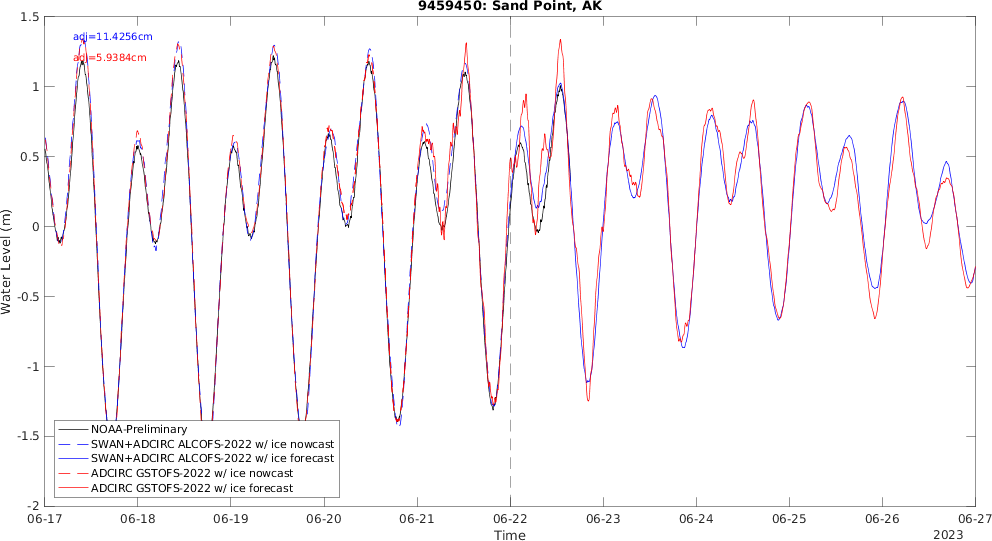 9459450: Sand Point, AK
adj=11.4256cm
adj=5.9384cm
Water Level (m)
1.5
1
0.5
0
-0.5
-1
-1.5
-2
NOAA-Preliminary
SWAN+ADCIRC ALCOFS-2022 w/ ice nowcast
SWAN+ADCIRC ALCOFS-2022 w/ ice forecast
ADCIRC GSTOFS-2022 w/ ice nowcast
ADCIRC GSTOFS-2022 w/ ice forecast
06-17 06-18 06-19 06-20 06-21 06-22 06-23 06-24 06-25 06-26 06-27
Time
2023